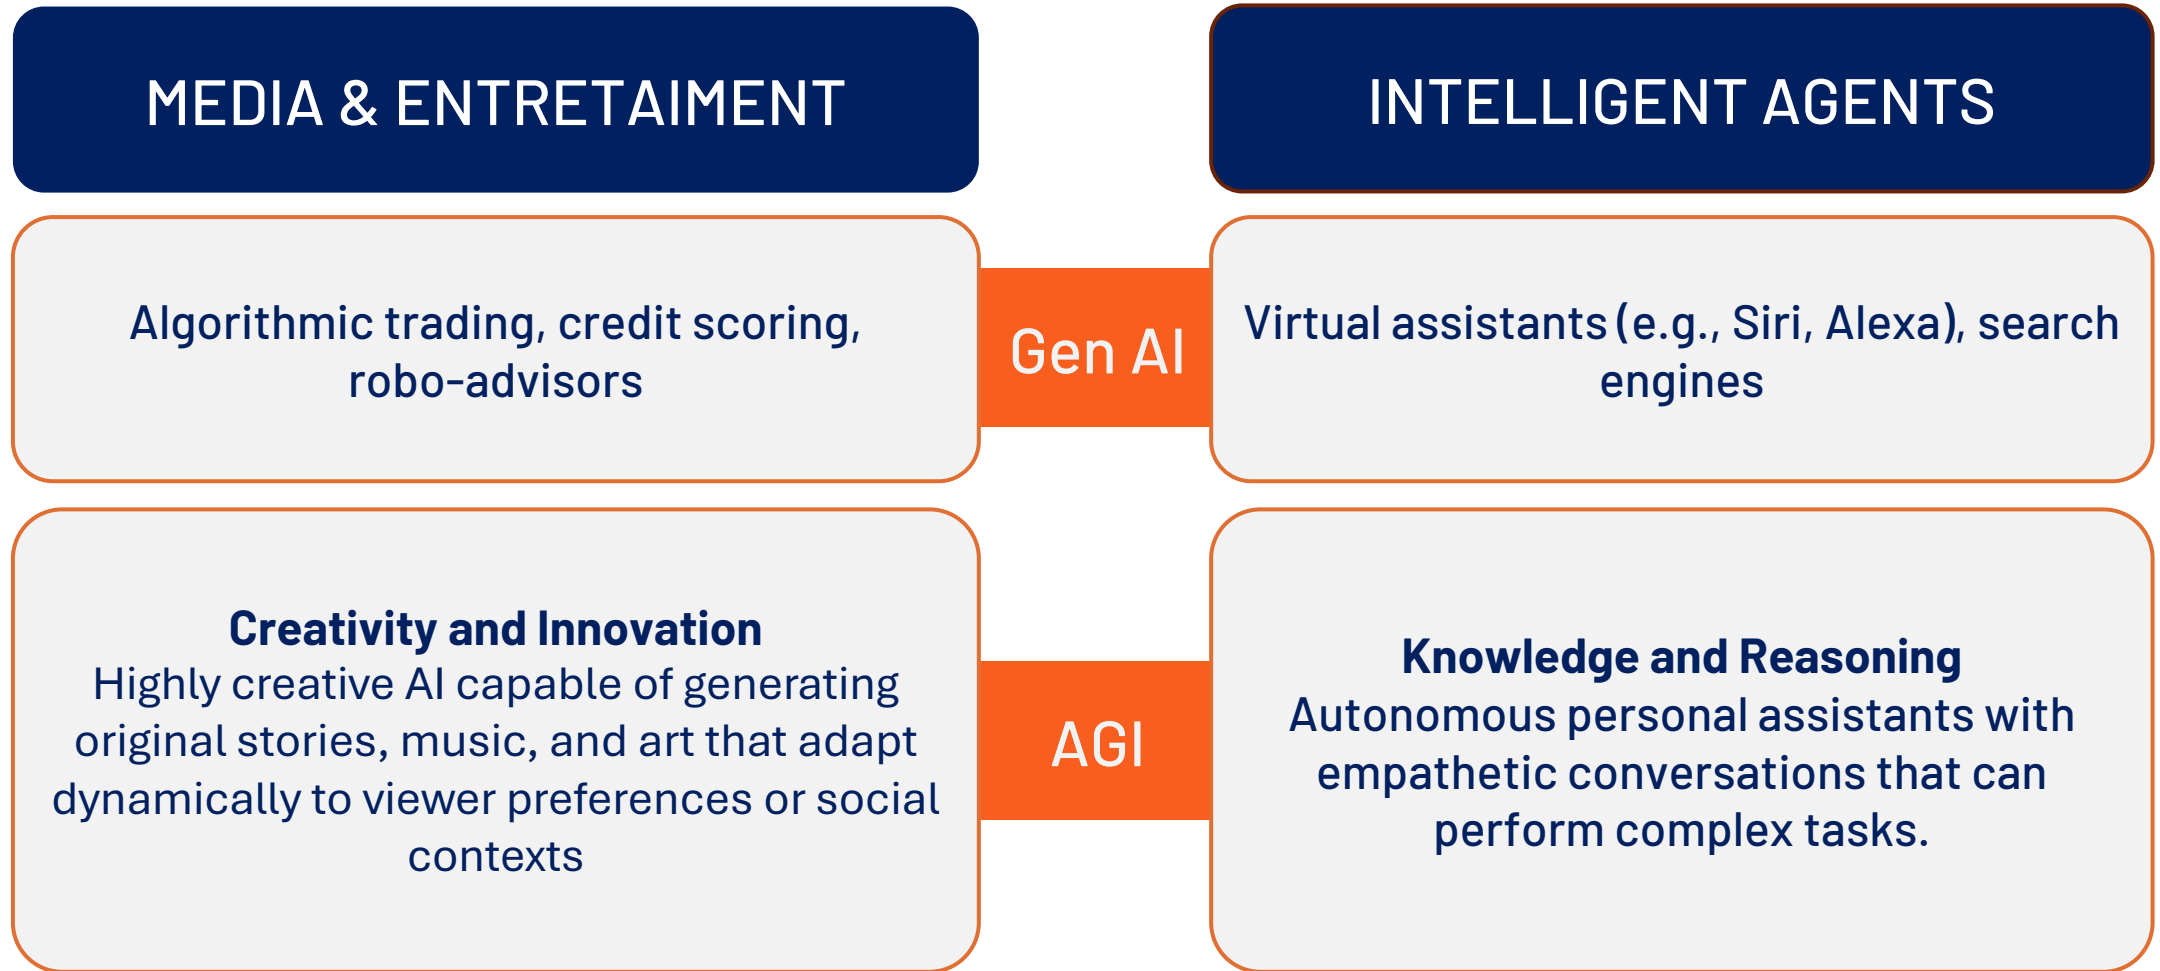 MEDIA & ENTRETAIMENT
INTELLIGENT AGENTS
Algorithmic trading, credit scoring,
robo-advisors
Gen AI
Virtual assistants (e.g., Siri, Alexa), search
engines
Creativity and Innovation
Highly creative AI capable of generating
original stories, music, and art that adapt
dynamically to viewer preferences or social
contexts
AGI
Knowledge and Reasoning
Autonomous personal assistants with
empathetic conversations that can
perform complex tasks.